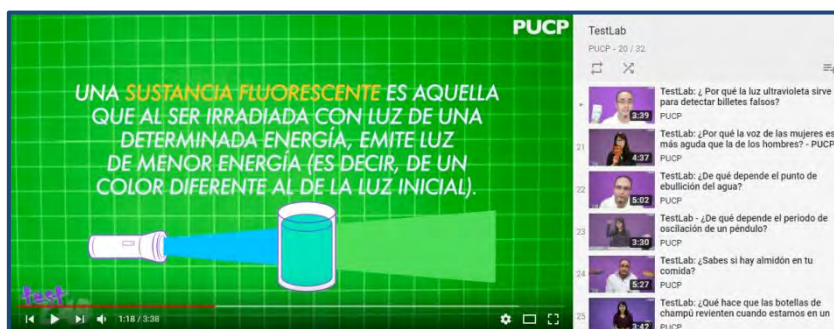 PUCP
UNA SUSTANCIA FLUORESCENTE ES AQUELLA
QUE AL SER IRRADIADA CON LUZ DE UNA
DETERMINADA ENERGÍA, EMITE LUZ
DE MENOR ENERGÍA (ES DECIR, DE UN
COLOR DIFERENTE AL DE LA LUZ INICIAL).
test
1:18 / 3:38
TestLab
PUCP - 20 / 32
3:39
TestLab: ¿ Por qué la luz ultravioleta sirve
para detectar billetes falsos?
PUCP
21
4:37
TestLab: ¿Por qué la voz de las mujeres es
más aguda que la de los hombres? - PUCP
PUCP
22
5:02
TestLab: ¿De qué depende el punto de
ebullición del agua?
PUCP
23
3:30
TestLab - ¿De qué depende el periodo de
oscilación de un péndulo?
PUCP
24
5:27
TestLab: ¿Sabes si hay almidón en tu
comida?
PUCP
25
3:42
TestLab: ¿Qué hace que las botellas de
champú revienten cuando estamos en un
PUCP